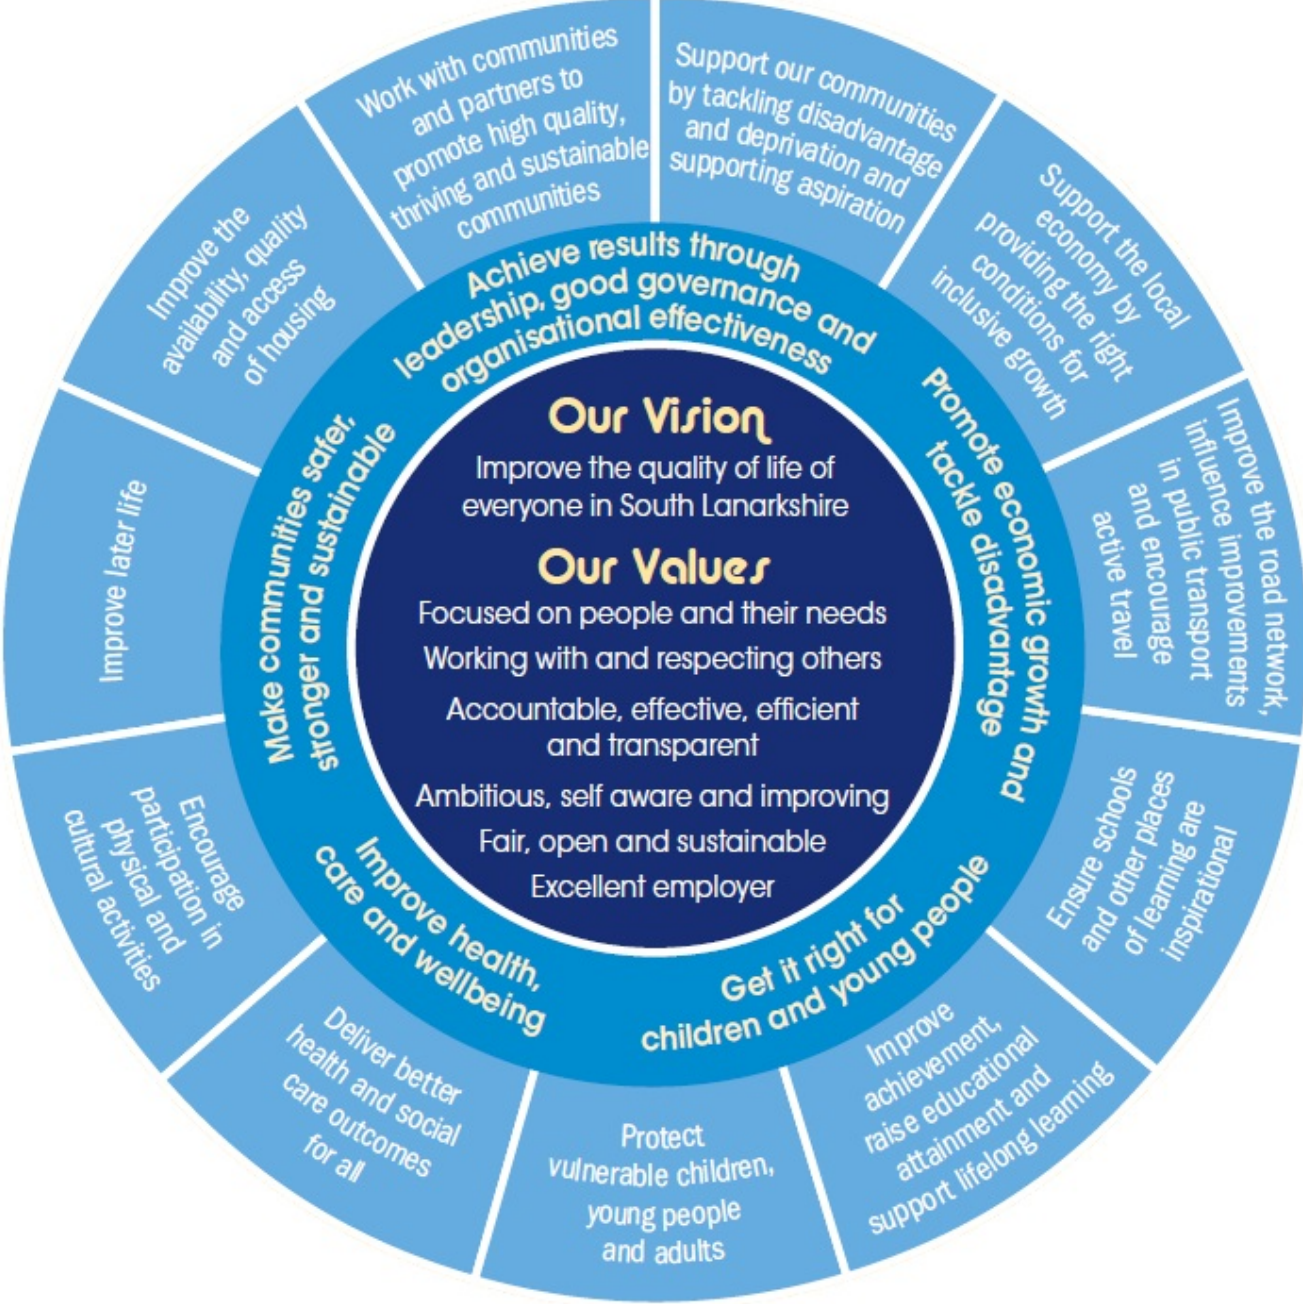 Our Vision
Improve the quality of life of
everyone in South Lanarkshire
Our Values
Focused on people and their needs
Working with and respecting others
Accountable, effective, efficient
and transparent
Ambitious, self aware and improving
Fair, open and sustainable
Excellent employer
Achieve results through
leadership, good governance and
organisational effectiveness
Promote economic growth and
tackle disadvantage
Get it right for
children and young people
Improve health,
care and wellbeing
Make communities safer,
stronger and sustainable
Support our communities
by tackling disadvantage
and deprivation and
supporting aspiration
Support the local
economy by
providing the right
conditions for
inclusive growth
Improve the road network,
influence improvements
in public transport
and encourage
active travel
Ensure schools
and other places
of learning are
inspirational
Improve
achievement,
raise educational
attainment and
support lifelong learning
Protect
vulnerable children,
young people
and adults
Deliver better
health and social
care outcomes
for all
Encourage
participation in
physical and
cultural activities
Improve later life
Improve the
availability, quality
and access
of housing
Work with communities
and partners to
promote high quality,
thriving and sustainable
communities